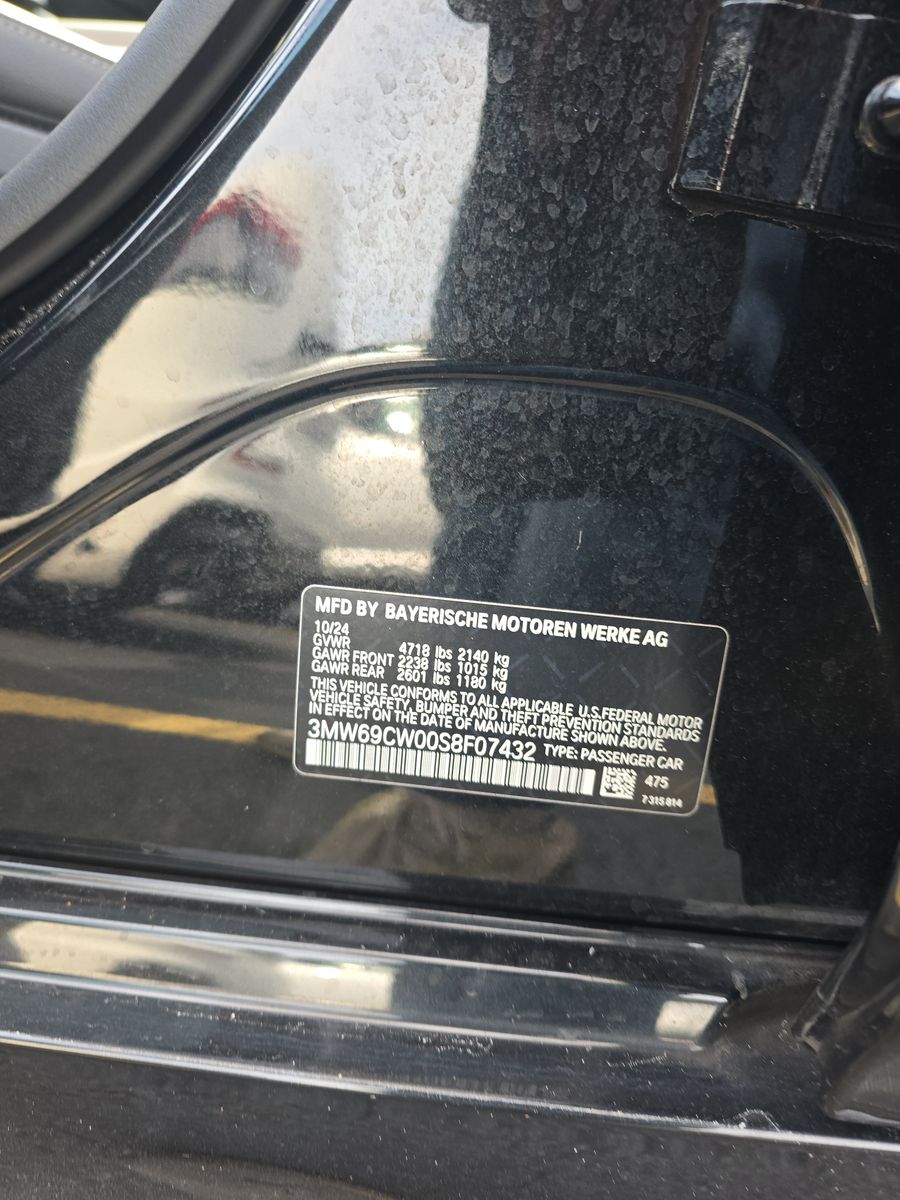 MFD BY BAYERISCHE MOTOREN WERKE AG
10/24
GVWR 4718 lbs 2140 kg
GAWR FRONT 2238 lbs 1015 kg
GAWR REAR 2601 lbs 1180 kg
THIS VEHICLE CONFORMS TO ALL APPLICABLE U.S.FEDERAL MOTOR
VEHICLE SAFETY, BUMPER AND THEFT PREVENTION STANDARDS
IN EFFECT ON THE DATE OF MANUFACTURE SHOWN ABOVE.
3MW69CW00S8F07432 TYPE: PASSENGER CAR
475
7315814